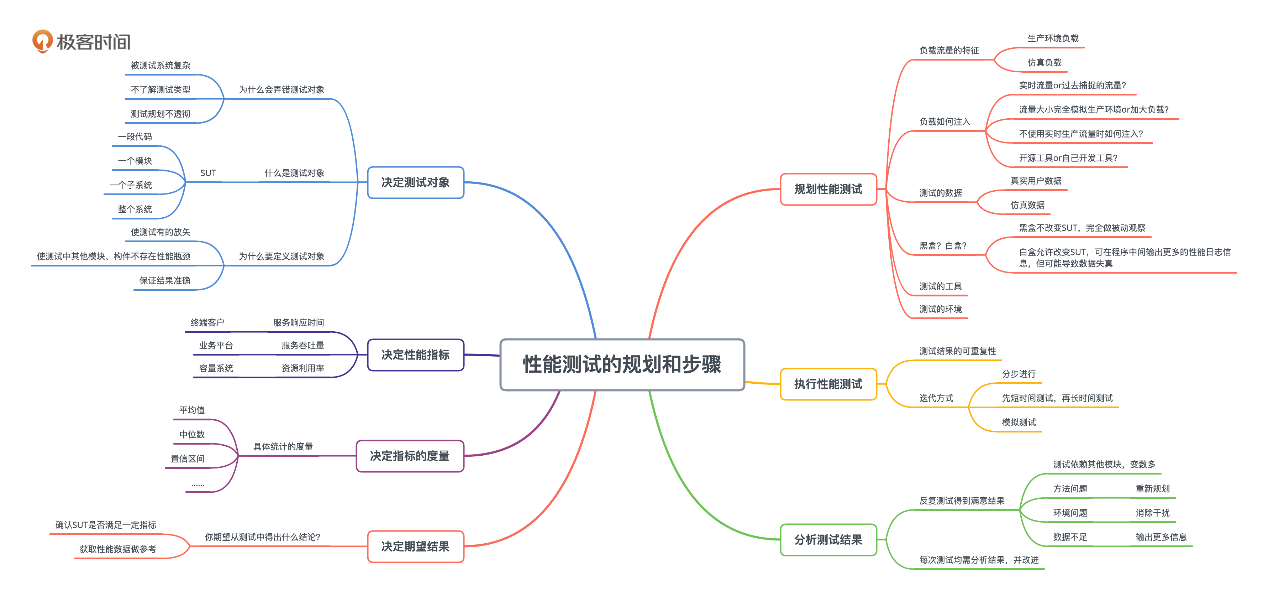 极客时间
性能测试的规划和步骤
决定测试对象
为什么会弄错测试对象
被测试系统复杂
不了解测试类型
测试规划不透彻
什么是测试对象
SUT
一段代码
一个模块
一个子系统
整个系统
为什么要定义测试对象
使测试有的放矢
使测试中其他模块、构件不存在性能瓶颈
保证结果准确
决定性能指标
服务响应时间
终端客户
服务吞吐量
业务平台
资源利用率
容量系统
决定指标的度量
具体统计的度量
平均值
中位数
置信区间
……
决定期望结果
你期望从测试中得出什么结论？
确认SUT是否满足一定指标
获取性能数据做参考
规划性能测试
负载流量的特征
生产环境负载
仿真负载
负载如何注入
实时流量or过去捕捉的流量？
流量大小完全模拟生产环境or加大负载？
不使用实时生产流量时如何注入？
开源工具or自己开发工具？
测试的数据
真实用户数据
仿真数据
黑盒？白盒？
黑盒不改变SUT，完全做被动观察
白盒允许改变SUT，可在程序中间输出更多的性能日志信
息，但可能导致数据失真
测试的工具
测试的环境
执行性能测试
测试结果的可重复性
迭代方式
分步进行
先短时间测试，再长时间测试
模拟测试
分析测试结果
反复测试得到满意结果
测试依赖其他模块，变数多
方法问题
重新规划
环境问题
消除干扰
数据不足
输出更多信息
每次测试均需分析结果，并改进